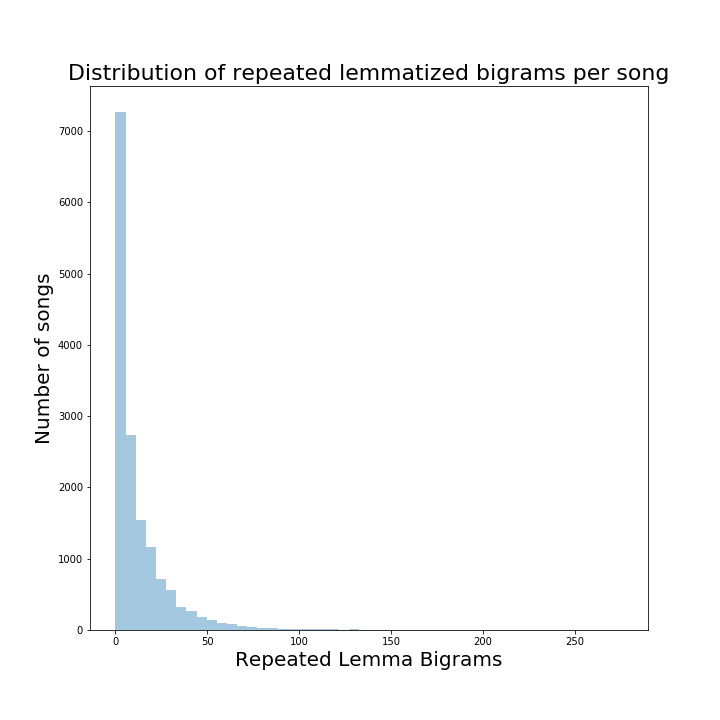 Distribution of repeated lemmatized bigrams per song
7000
6000
5000
4000
3000
2000
1000
0
Number of songs
0 50 100 150 200 250
Repeated Lemma Bigrams